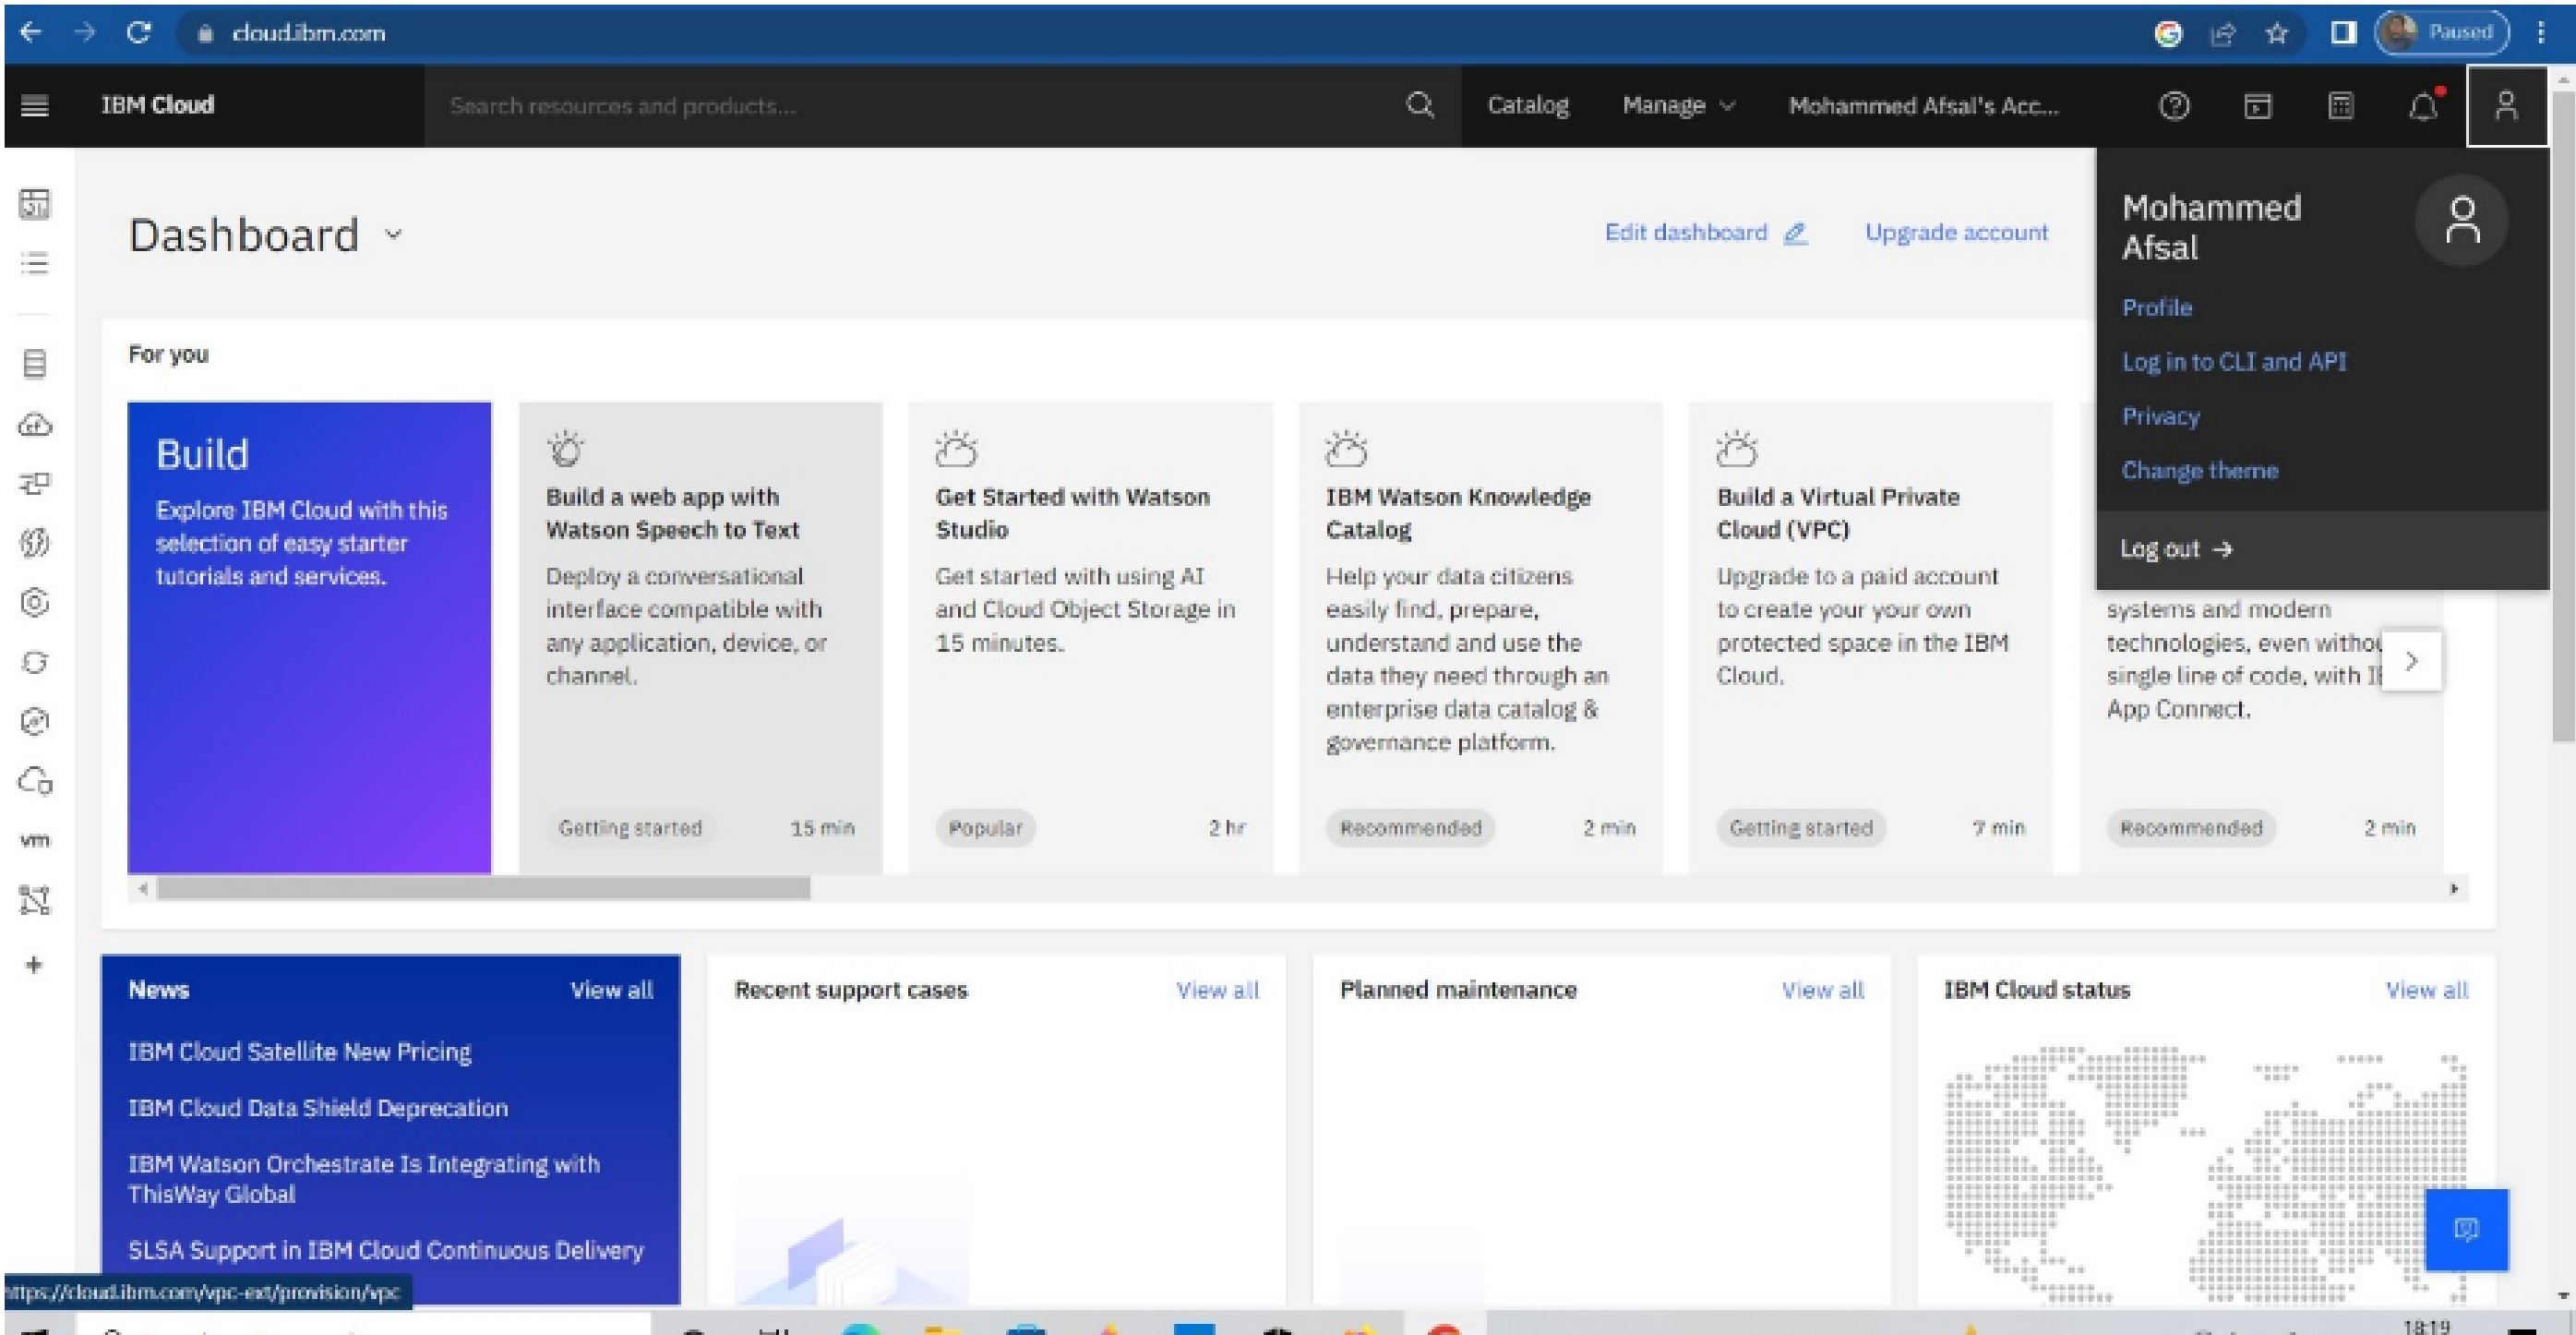 cloud.ibm.com
Paused
IBM Cloud
Search resources and products...
Catalog
Manage
Mohammed Afsal's Acc...
Mohammed
Afsal
Profile
Log in to CLI and API
Privacy
Change theme
Log out →
Dashboard
Edit dashboard
Upgrade account
For you
Build
Explore IBM Cloud with this
selection of easy starter
tutorials and services.
Build a web app with
Watson Speech to Text
Deploy a conversational
interface compatible with
any application, device, or
channel.
Getting started
15 min
Get Started with Watson
Studio
Get started with using AI
and Cloud Object Storage in
15 minutes.
Popular
2 hr
IBM Watson Knowledge
Catalog
Help your data citizens
easily find, prepare,
understand and use the
data they need through an
enterprise data catalog &
governance platform.
Recommended
2 min
Build a Virtual Private
Cloud (VPC)
Upgrade to a paid account
to create your your own
protected space in the IBM
Cloud.
Getting started
7 min
systems and modern
technologies, even
single line of code, with
App Connect.
Recommended
2 min
vm
News
View all
IBM Cloud Satellite New Pricing
IBM Cloud Data Shield Deprecation
IBM Watson Orchestrate Is Integrating with
ThisWay Global
SLSA Support in IBM Cloud Continuous Delivery
Recent support cases
View all
Planned maintenance
View all
IBM Cloud status
View all
https://cloud.ibm.com/vpc-ext/provision/vpc
18:19